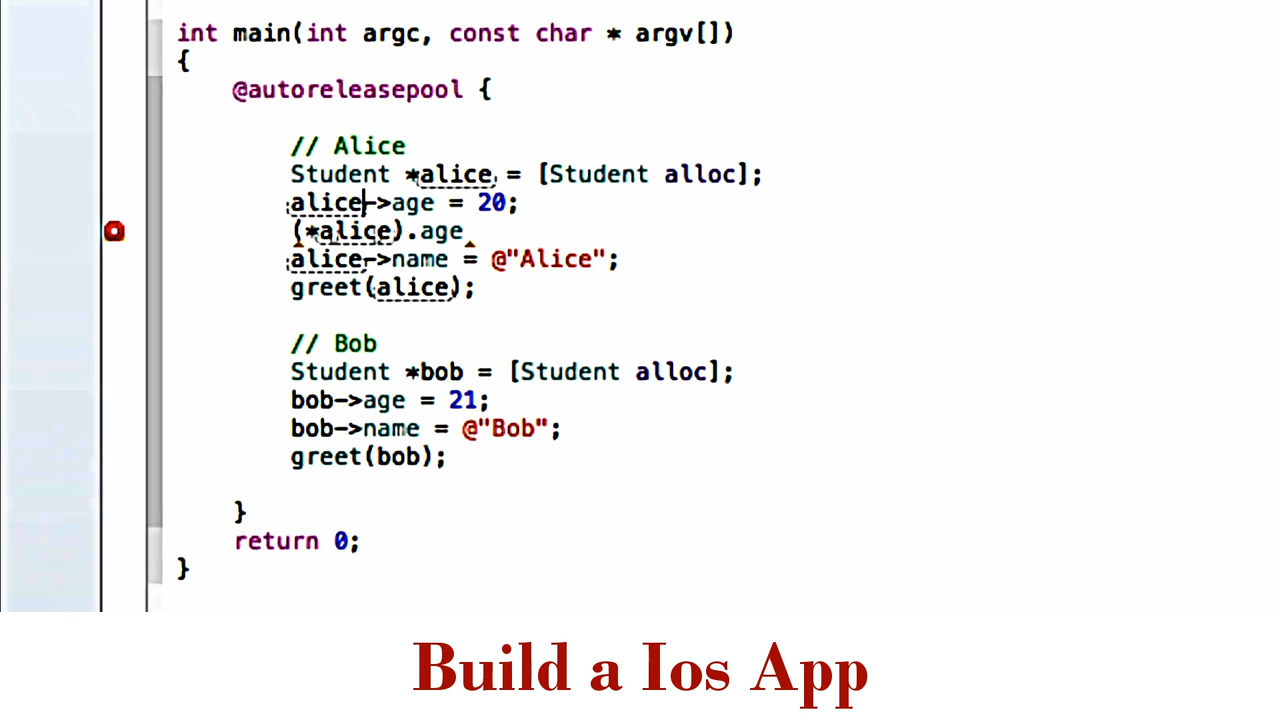 int main(int argc, const char * argv[])
{
@autoreleasepool {
// Alice
Student *alice = [Student alloc];
alice->age = 20;
(*alice).age
alice->name = @"Alice";
greet(alice);
// Bob
Student *bob = [Student alloc];
bob->age = 21;
bob->name = @"Bob";
greet(bob);
}
return 0;
}
Build a Ios App